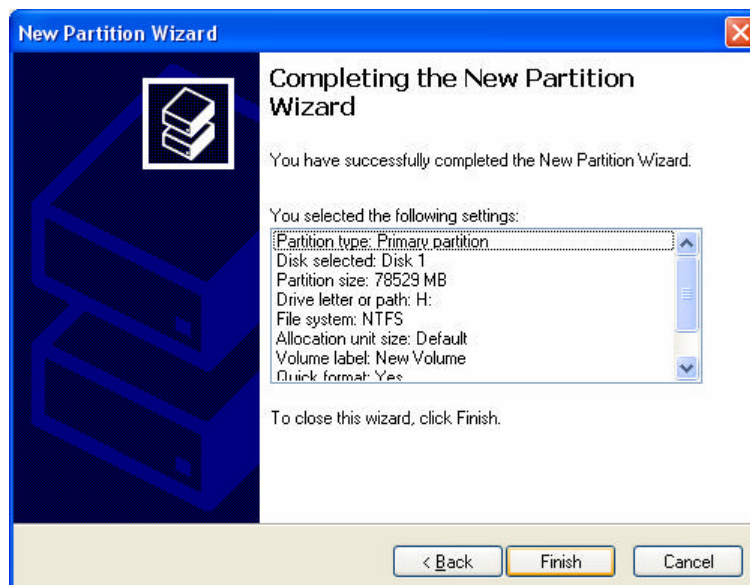 New Partition Wizard
Completing the New Partition
Wizard
You have successfully completed the New Partition Wizard.
You selected the following settings:
Partition type: Primary partition
Disk selected: Disk 1
Partition size: 78529 MB
Drive letter or path: H:
File system: NTFS
Allocation unit size: Default
Volume label: New Volume
Quick format: Yes
To close this wizard, click Finish.
< Back
Finish
Cancel